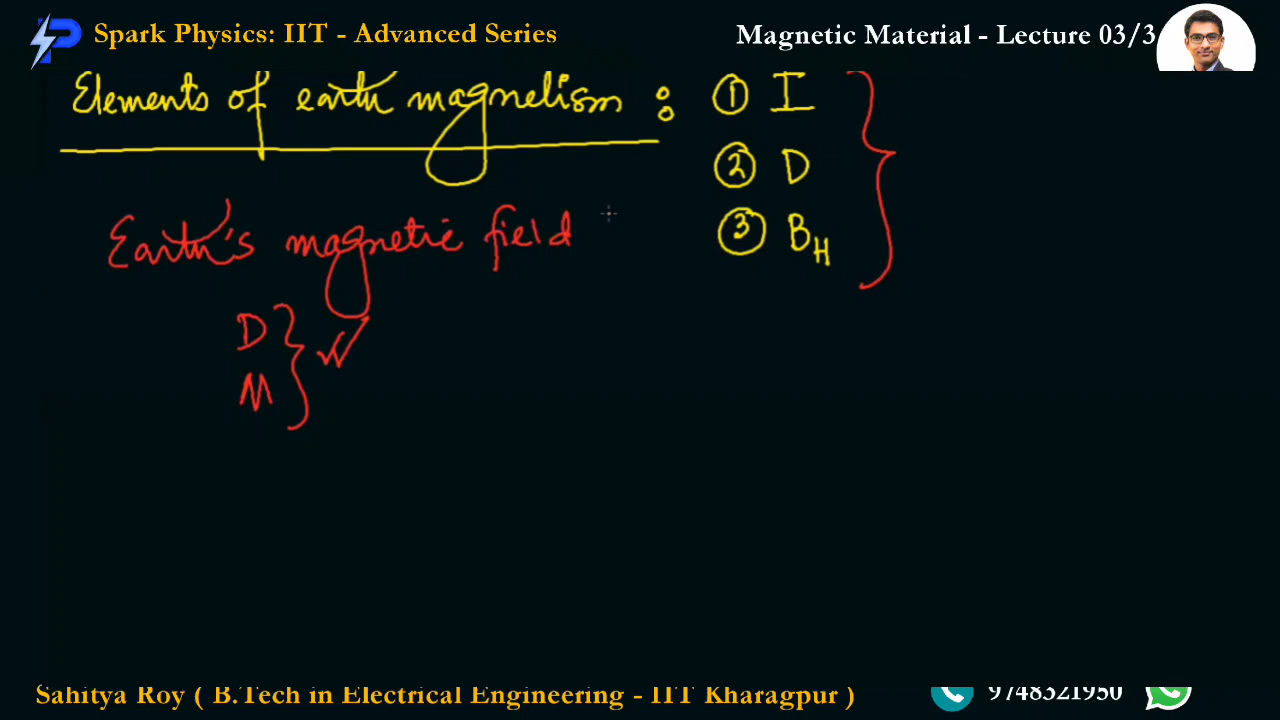 Spark Physics: IIT - Advanced Series
Magnetic Material - Lecture 03/3
Elements of earth magnetism : ① I
② D
③ BH
Earth's magnetic field
D
M
Sahitya Roy ( B.Tech in Electrical Engineering - IIT Kharagpur )
9748321950